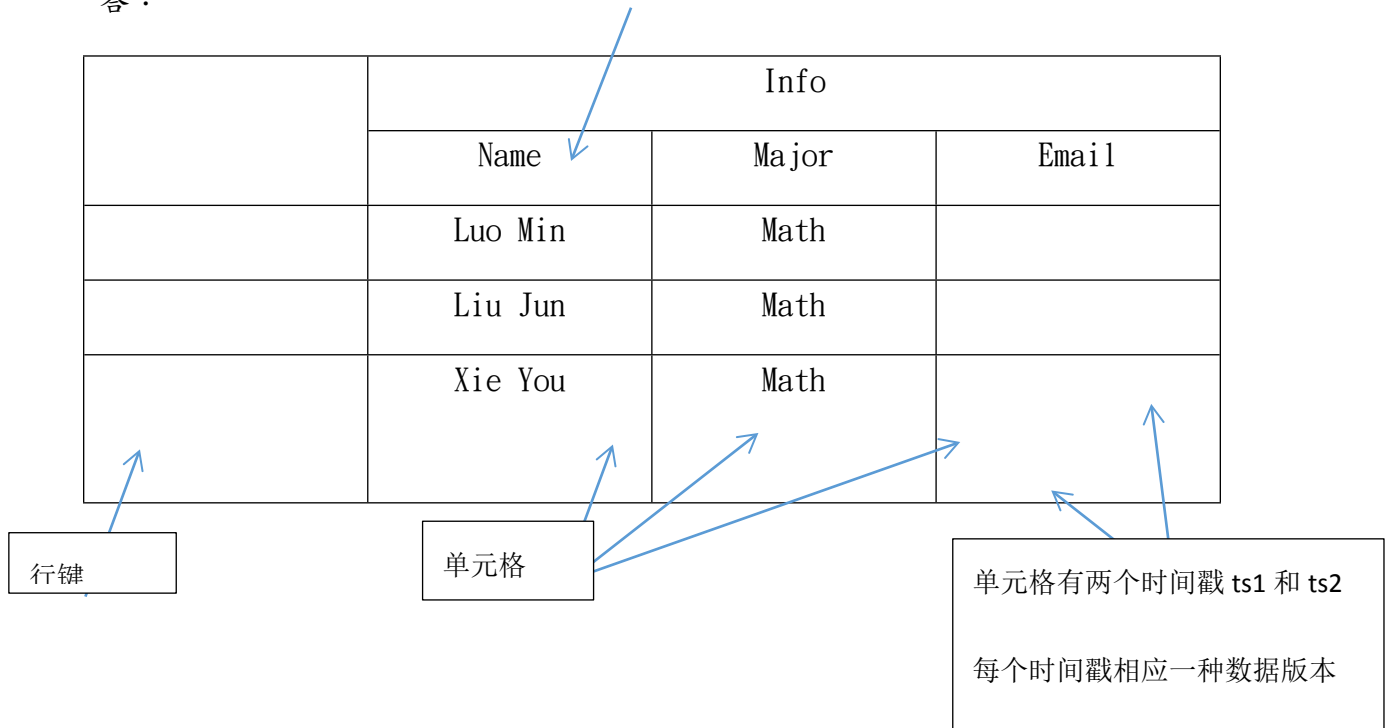 答：
Info
Name Major Email
Luo Min Math
Liu Jun Math
Xie You Math
行键
单元格
单元格有两个时间戳 ts1 和 ts2
每个时间戳相应一种数据版本